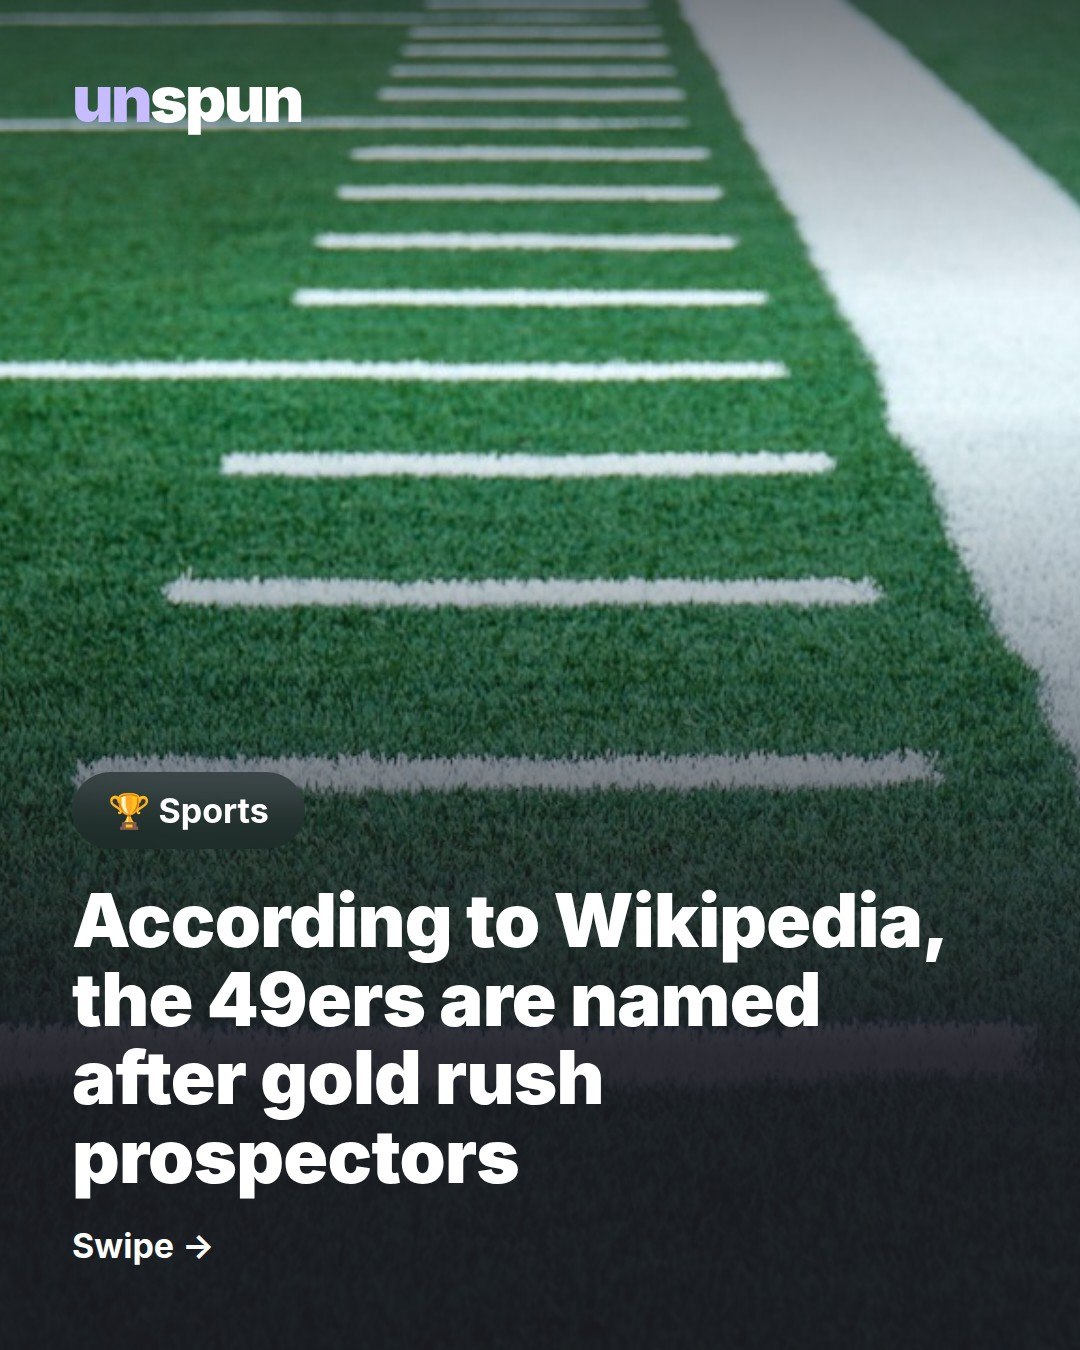 unspun
🏆 Sports
According to Wikipedia,
the 49ers are named
after gold rush
prospectors
Swipe →